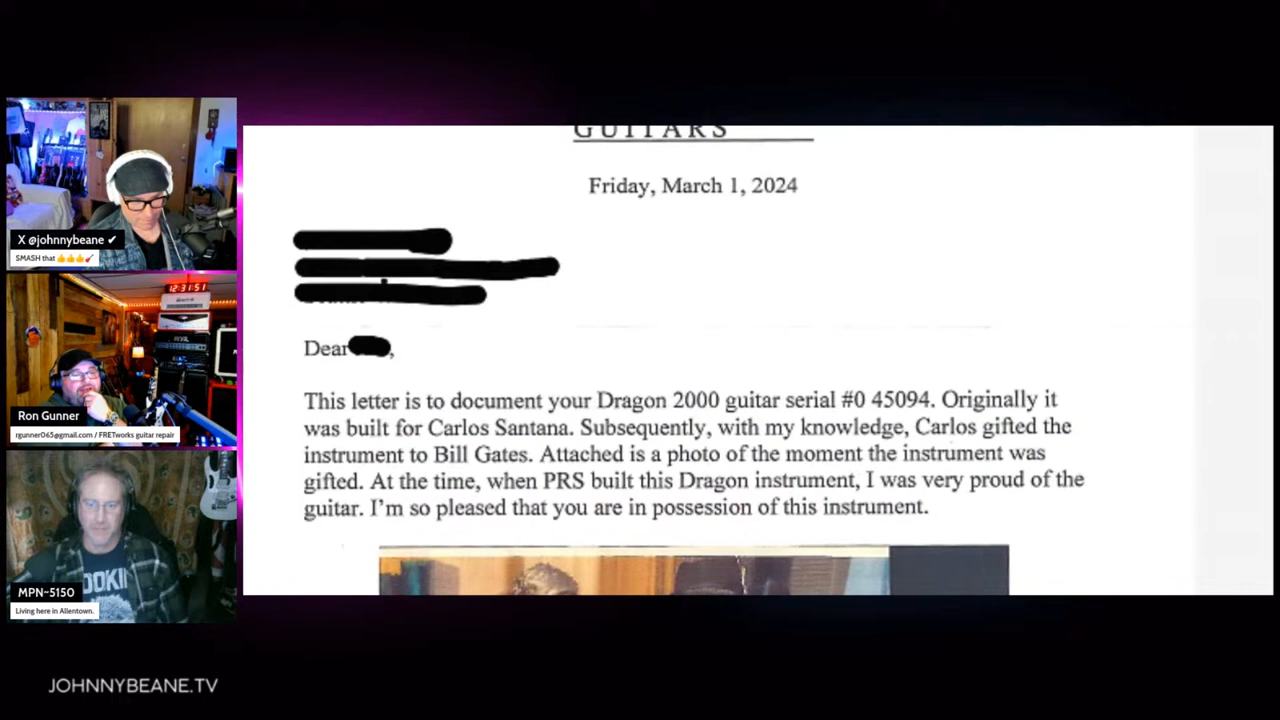 GUITARS
Friday, March 1, 2024
Dear
,
This letter is to document your Dragon 2000 guitar serial #0 45094. Originally it
was built for Carlos Santana. Subsequently, with my knowledge, Carlos gifted the
instrument to Bill Gates. Attached is a photo of the moment the instrument was
gifted. At the time, when PRS built this Dragon instrument, I was very proud of the
guitar. I'm so pleased that you are in possession of this instrument.
X @johnnybeane ✔
SMASH that 👍👍👍🎸
12:31:51
Ron Gunner
rgunner065@gmail.com / FRETworks guitar repair
MPN-5150
Living here in Allentown.
JOHNNYBEANE.TV